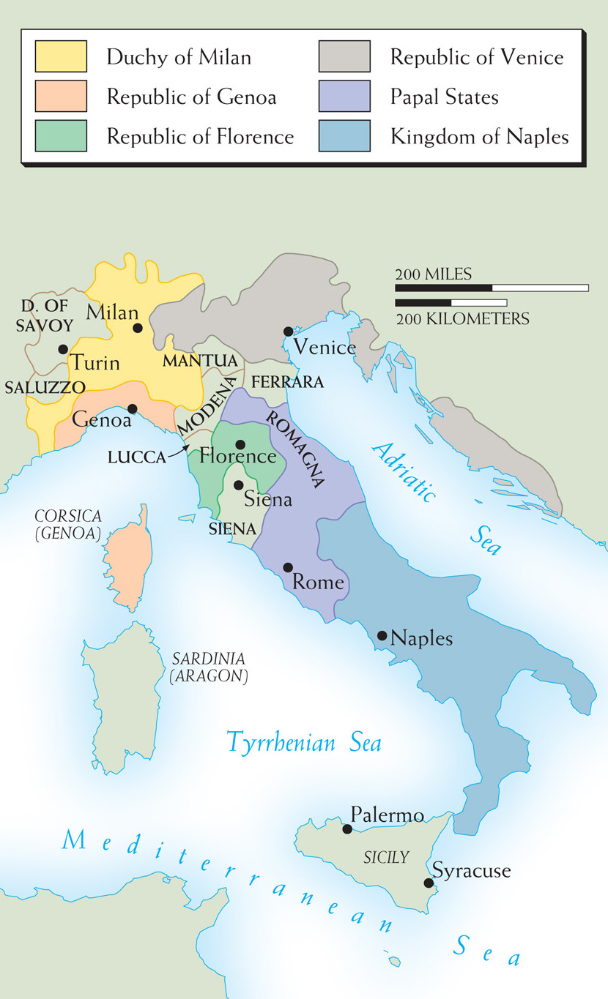 Duchy of Milan
Republic of Genoa
Republic of Florence
Republic of Venice
Papal States
Kingdom of Naples
200 MILES
200 KILOMETERS
D. OF
SAVOY
Milan
Turin
Venice
MANTUA
SALUZZO
FERRARA
MODENA
Genoa
ROMAGNA
LUCCA
Florence
Adriatic
Sea
Siena
CORSICA
(GENOA)
SIENA
Rome
Naples
SARDINIA
(ARAGON)
Tyrrhenian Sea
Palermo
SICILY
Syracuse
Mediterranean Sea